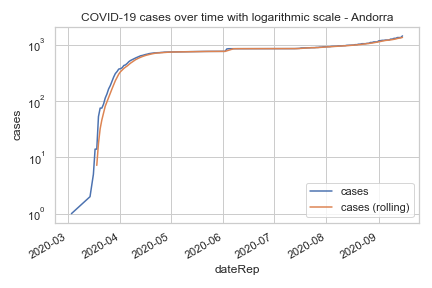 COVID-19 cases over time with logarithmic scale - Andorra
cases
10³
10²
10¹
10⁰
cases
cases (rolling)
2020-03
2020-04
2020-05
2020-06
2020-07
2020-08
2020-09
dateRep